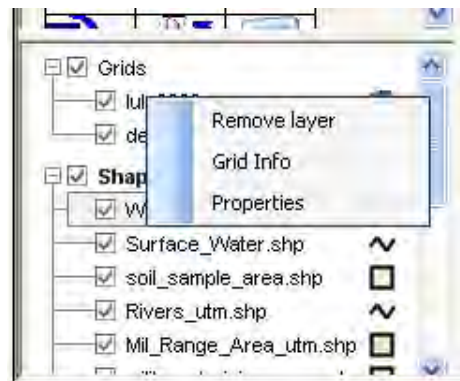 Grids
Remove layer
Grid Info
Shap
Properties
Surface_Water.shp
soil_sample_area.shp
Rivers_utm.shp
Mil_Range_Area_utm.shp